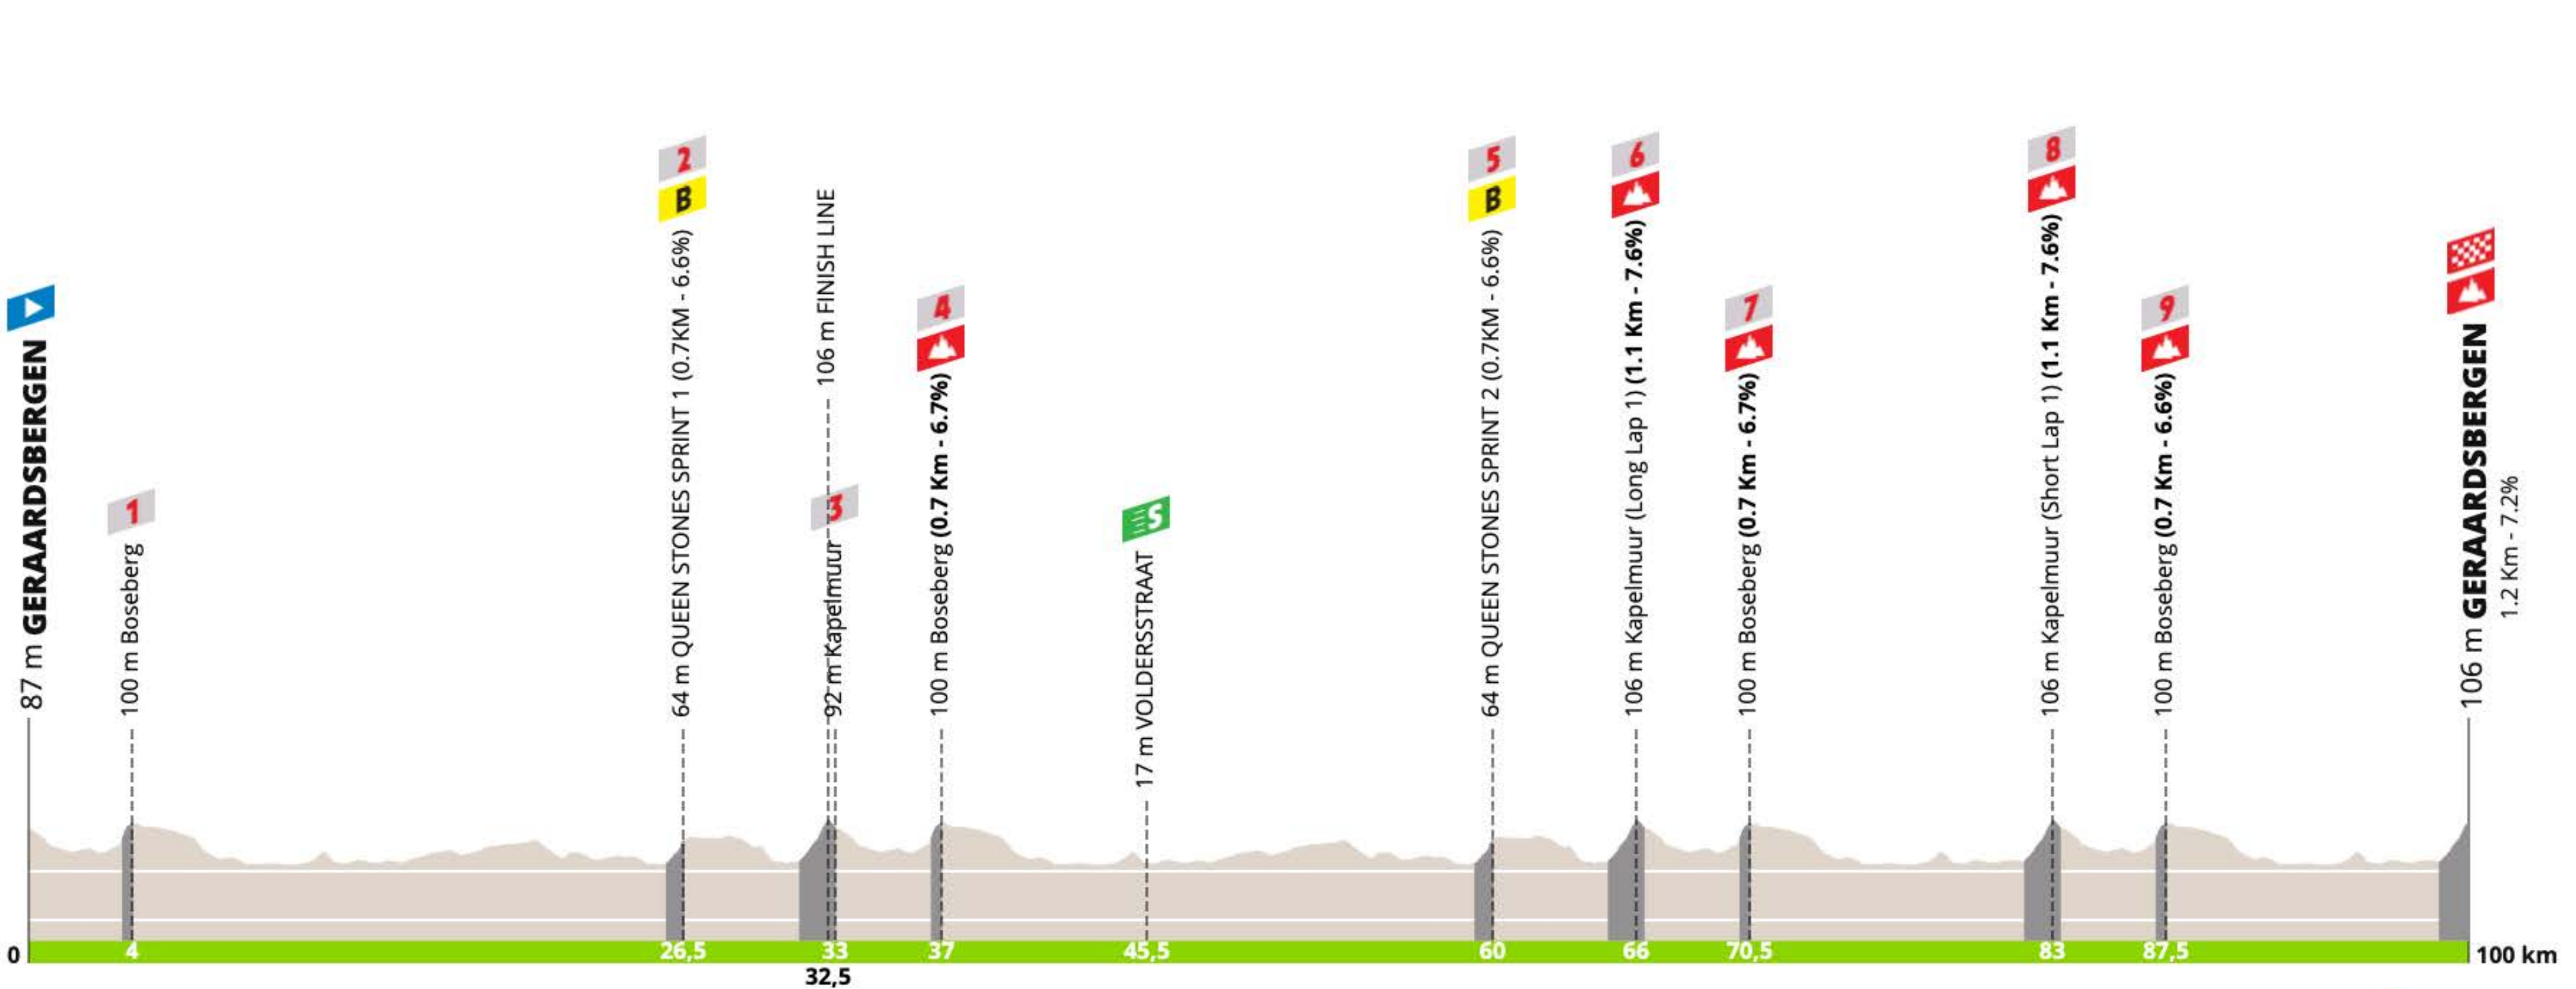 87 m GERAARDSBERGEN
1
100 m Boseberg
2
B
64 m QUEEN STONES SPRINT 1 (0.7KM - 6.6%)
106 m FINISH LINE
3
92 m Kapelmuur
4
100 m Boseberg (0.7 Km - 6.7%)
S
17 m VOLDERSSTRAAT
5
B
64 m QUEEN STONES SPRINT 2 (0.7KM - 6.6%)
6
106 m Kapelmuur (Long Lap 1) (1.1 Km - 7.6%)
7
100 m Boseberg (0.7 Km - 6.7%)
8
106 m Kapelmuur (Short Lap 1) (1.1 Km - 7.6%)
9
100 m Boseberg (0.7 Km - 6.6%)
106 m GERAARDSBERGEN
1.2 Km - 7.2%
0 4 26,5 33 37 45,5 60 66 70,5 83 87,5 100 km
32,5